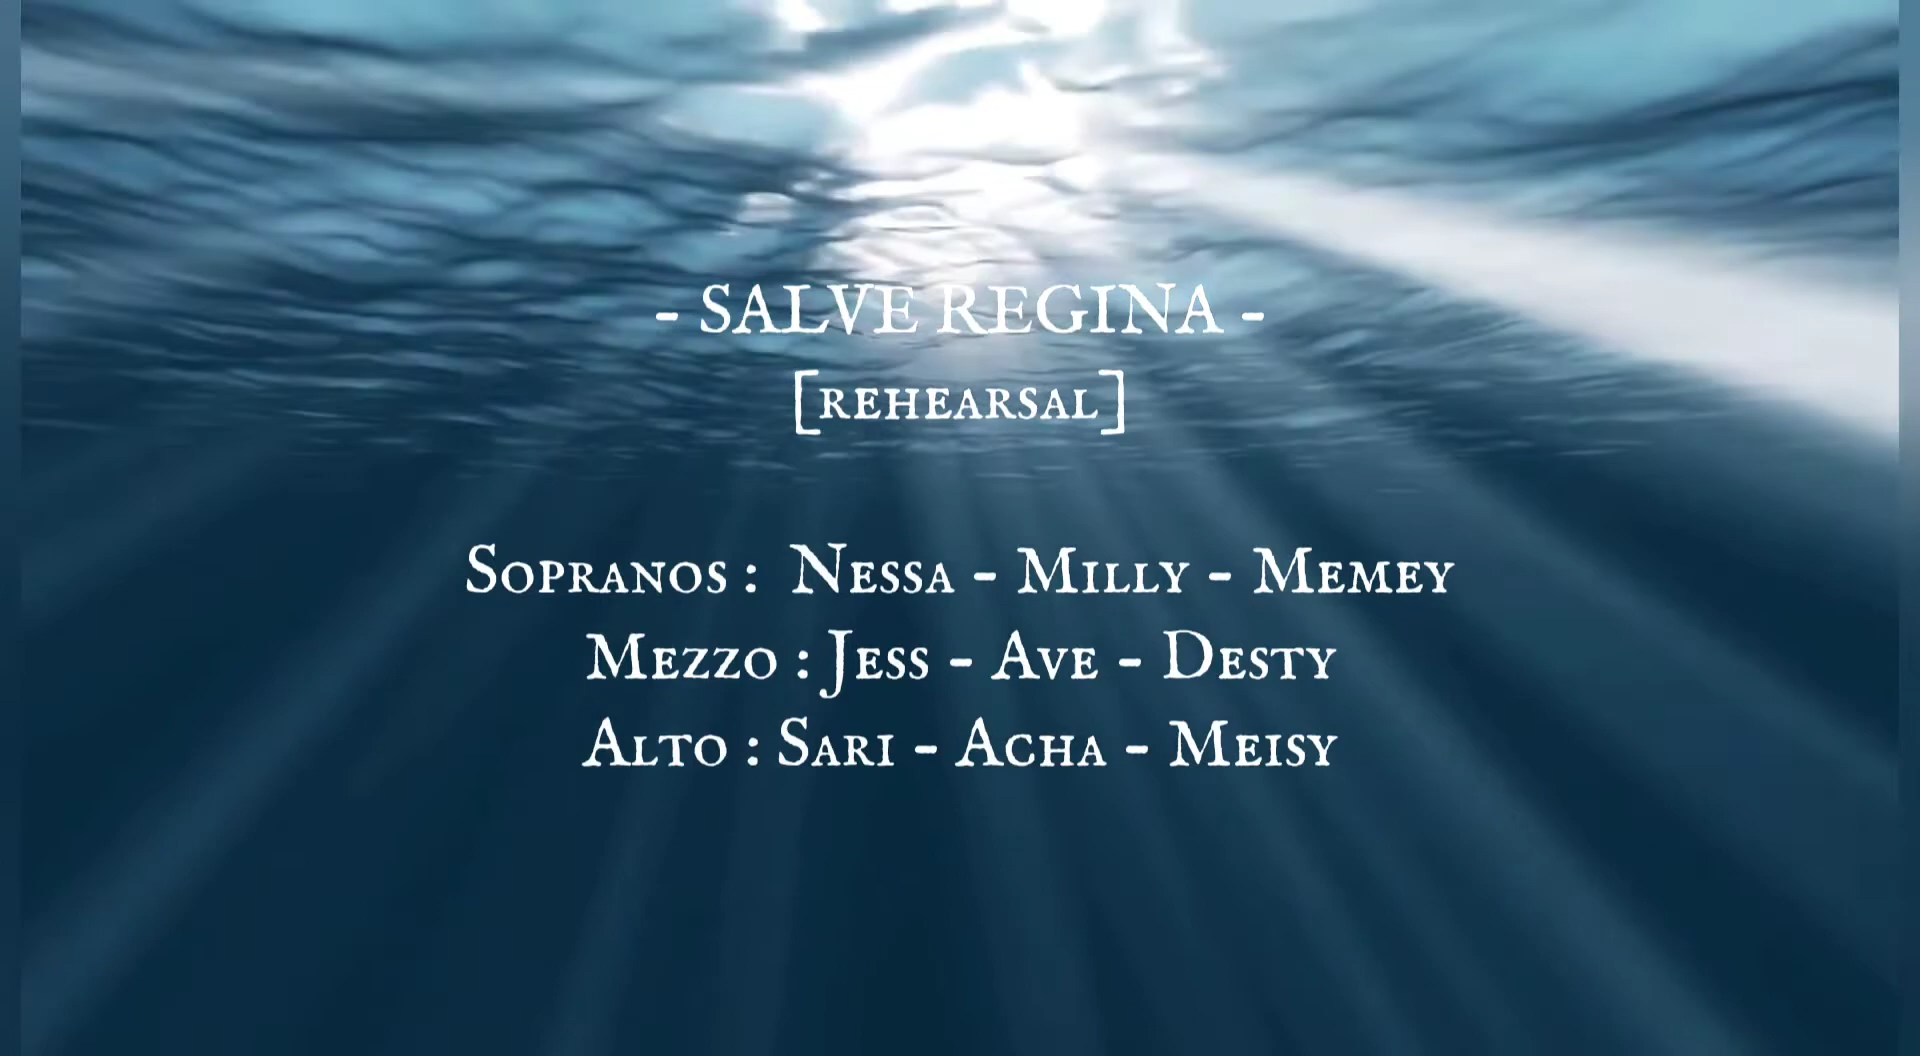 - SALVE REGINA -
[REHEARSAL]
SOPRANOS : NESSA - MILLY - MEMEY
MEZZO : JESS - AVE - DESTY
ALTO : SARI - ACHA - MEISY